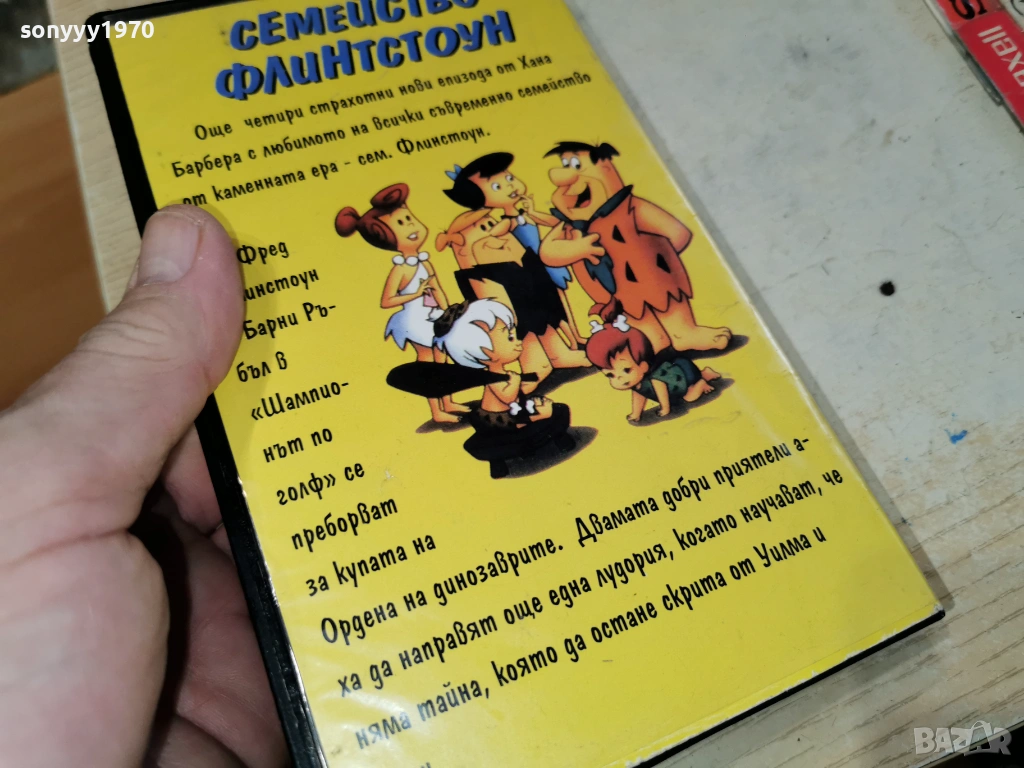 sonyyy1970
СЕМЕЙСТВО
ФЛИНТСТОУН
Още четири страхотни нови епизода от Хана
Барбера с любимото на всички съвременно семейство
от каменната ера - сем. Флинстоун.
Фред
инстоун
Барни Ръ-
бъл в
«Шампио-
нът по
голф» се
преборват
за купата на
Ордена на динозаврите. Двамата добри приятели а-
ха да направят още една лудория, когато научават, че
няма тайна, която да остане скрита от Уилма и
axell
BAZAR